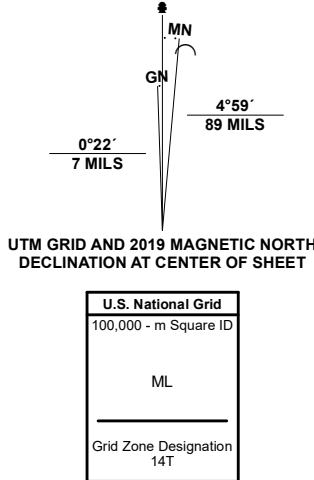 MN
GN
4°59´
89 MILS
0°22´
7 MILS
UTM GRID AND 2019 MAGNETIC NORTH
DECLINATION AT CENTER OF SHEET
U.S. National Grid
100,000 - m Square ID
ML
Grid Zone Designation
14T